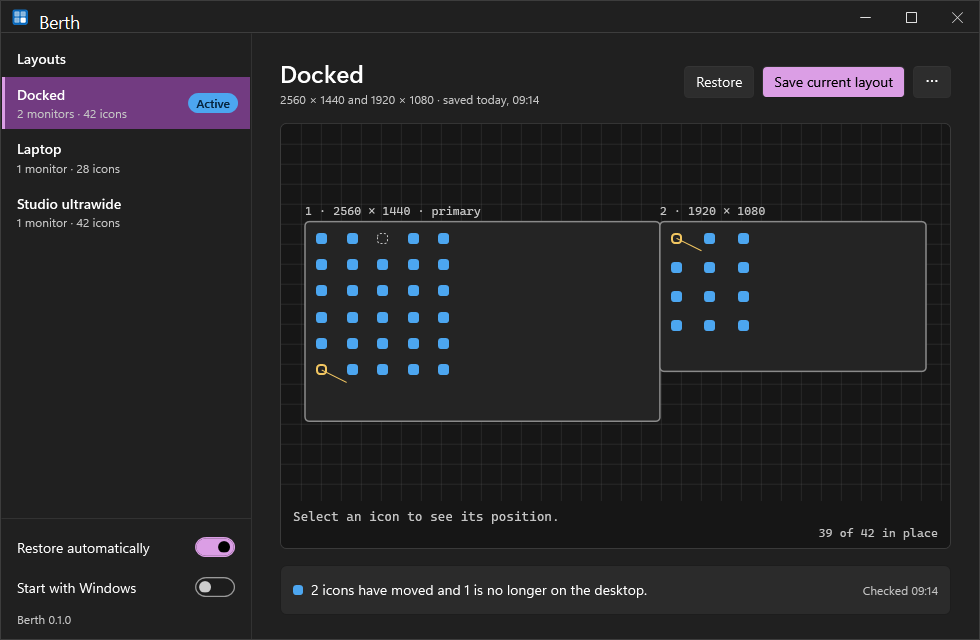 Berth
Layouts
Docked
2 monitors · 42 icons
Active
Laptop
1 monitor · 28 icons
Studio ultrawide
1 monitor · 42 icons
Restore automatically
Start with Windows
Berth 0.1.0
Docked
2560 × 1440 and 1920 × 1080 · saved today, 09:14
Restore
Save current layout
···
1 · 2560 × 1440 · primary
2 · 1920 × 1080
Select an icon to see its position.
39 of 42 in place
2 icons have moved and 1 is no longer on the desktop.
Checked 09:14